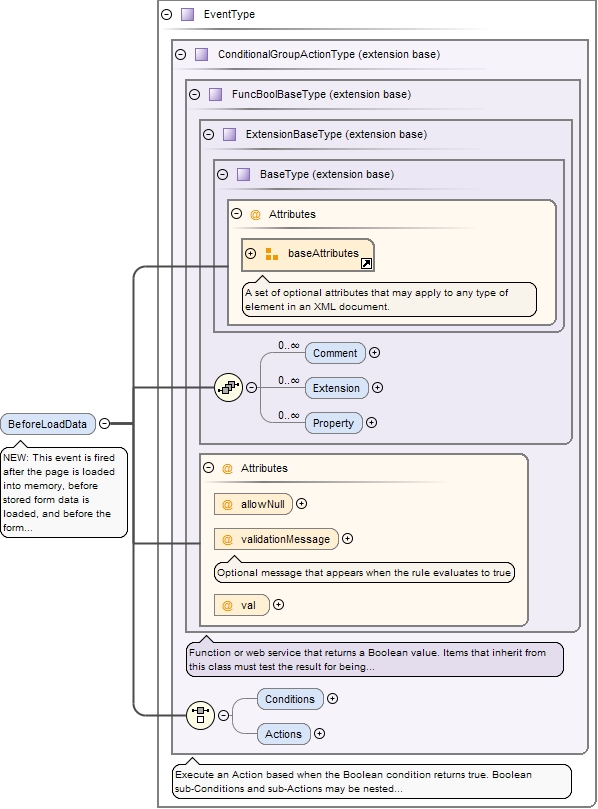 EventType
ConditionalGroupActionType (extension base)
FuncBoolBaseType (extension base)
ExtensionBaseType (extension base)
BaseType (extension base)
@ Attributes
baseAttributes
A set of optional attributes that may apply to any type of
element in an XML document.
0..∞
Comment
0..∞
Extension
0..∞
Property
BeforeLoadData
NEW: This event is fired
after the page is loaded
into memory, before
stored form data is
loaded, and before the
form...
@ Attributes
@ allowNull
@ validationMessage
Optional message that appears when the rule evaluates to true
@ val
Function or web service that returns a Boolean value. Items that inherit from
this class must test the result for being...
Conditions
Actions
Execute an Action based when the Boolean condition returns true. Boolean
sub-Conditions and sub-Actions may be nested...